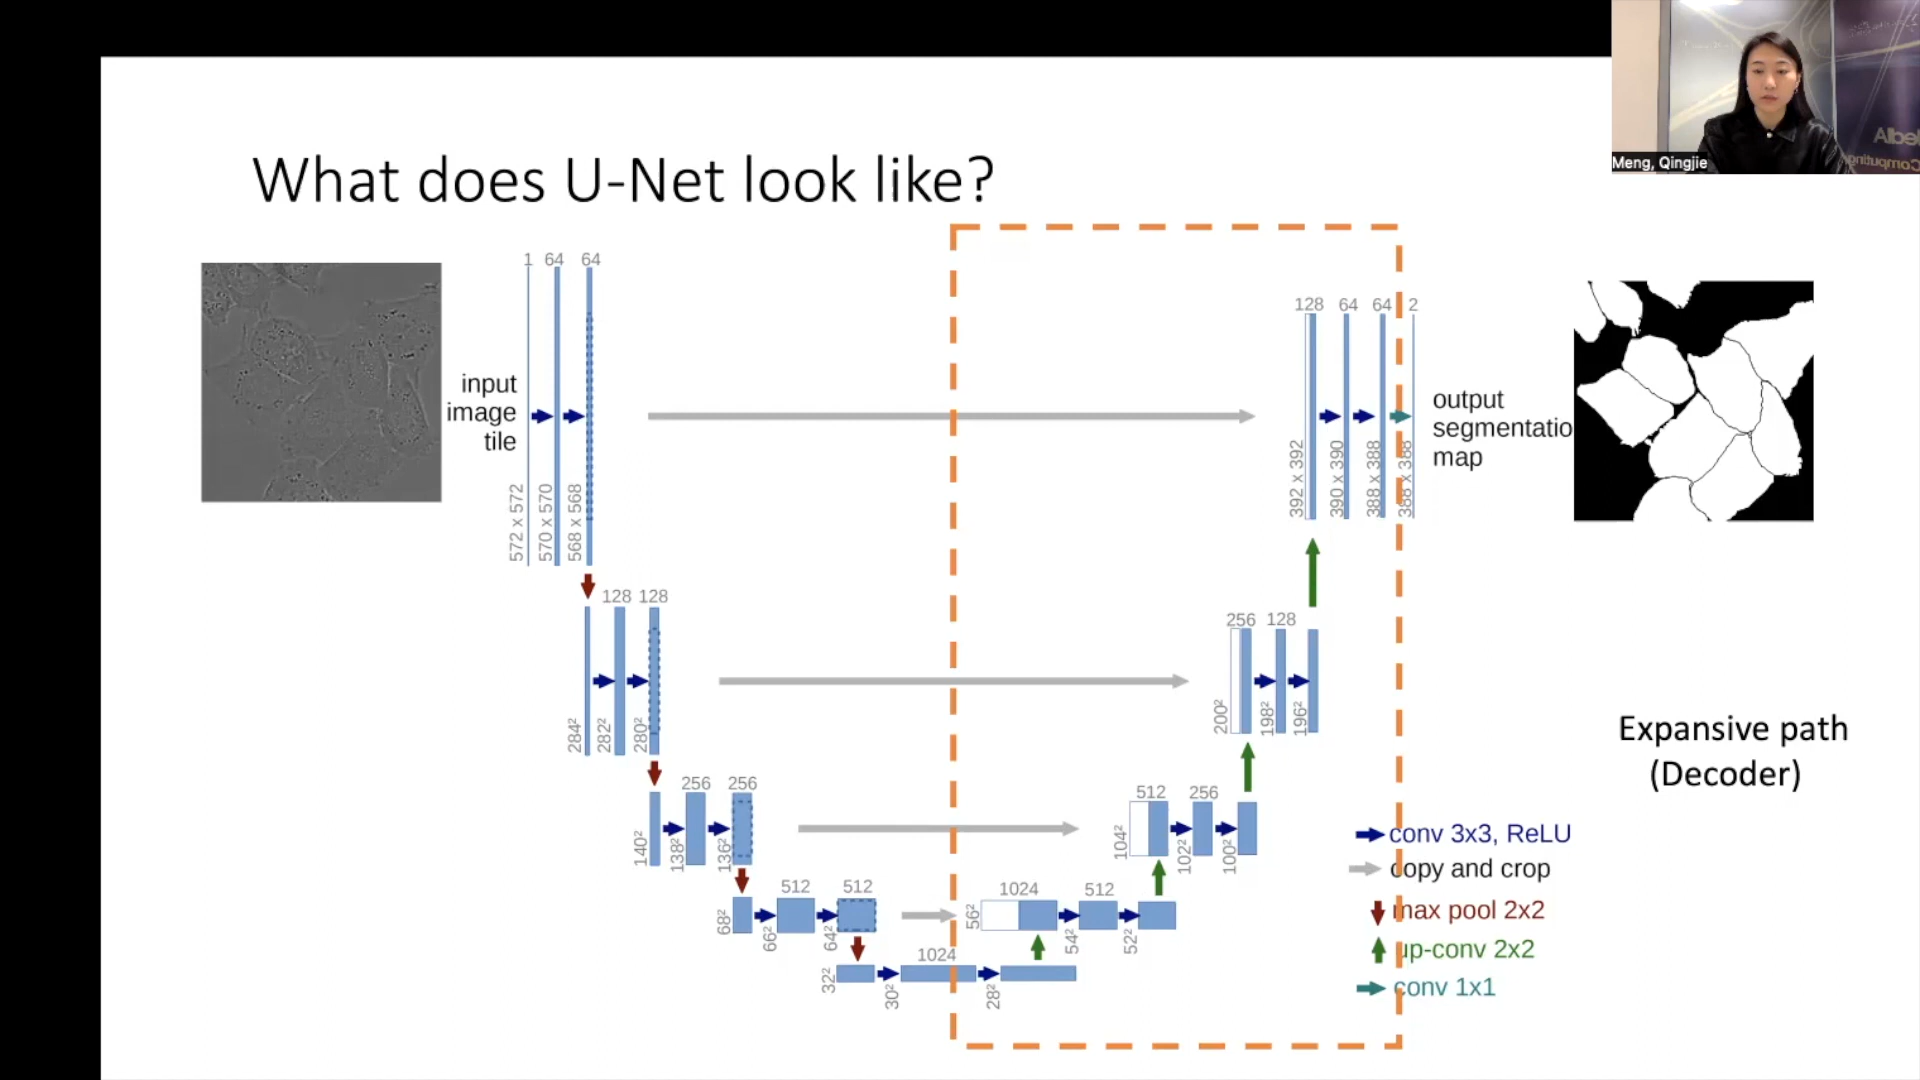 What does U-Net look like?
Meng, Qingjie
1 64 64
input
image
tile
572 x 572
570 x 570
568 x 568
128 128
284²
282²
280²
256 256
140²
138²
136²
512 512
68²
66²
64²
1024
32²
30²
28²
1024 512
56²
54²
52²
512 256
104²
102²
100²
256 128
200²
198²
196²
128 64 64 2
392 x 392
390 x 390
388 x 388
388 x 388
output
segmentatio
map
Expansive path
(Decoder)
conv 3x3, ReLU
copy and crop
max pool 2x2
up-conv 2x2
conv 1x1